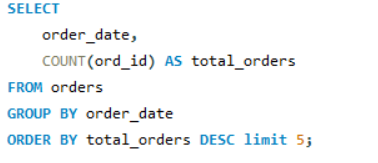 SELECT
    order_date,
    COUNT(ord_id) AS total_orders
FROM orders
GROUP BY order_date
ORDER BY total_orders DESC limit 5;